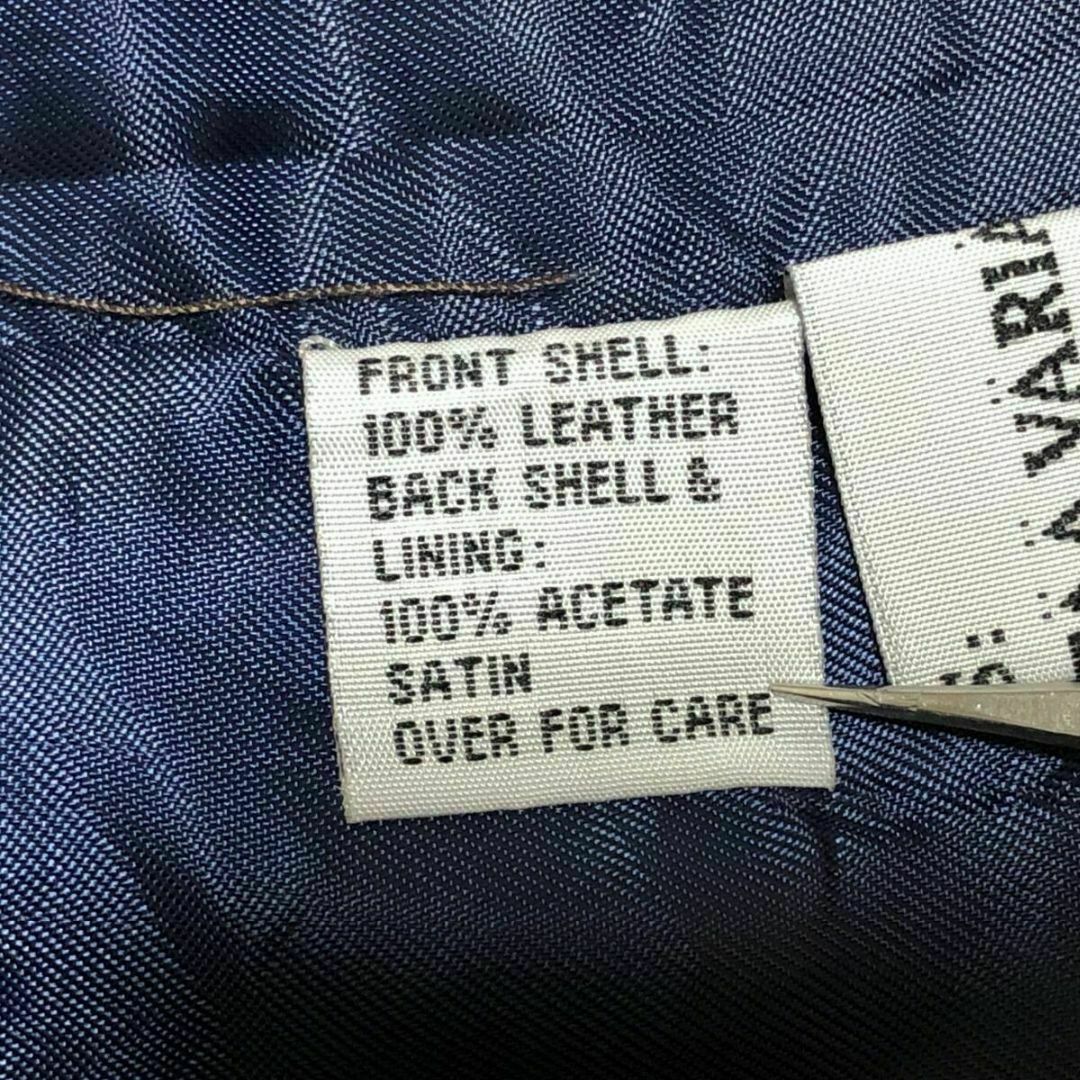 FRONT SHELL:
100% LEATHER
BACK SHELL &
LINING:
100% ACETATE
SATIN
OVER FOR CARE